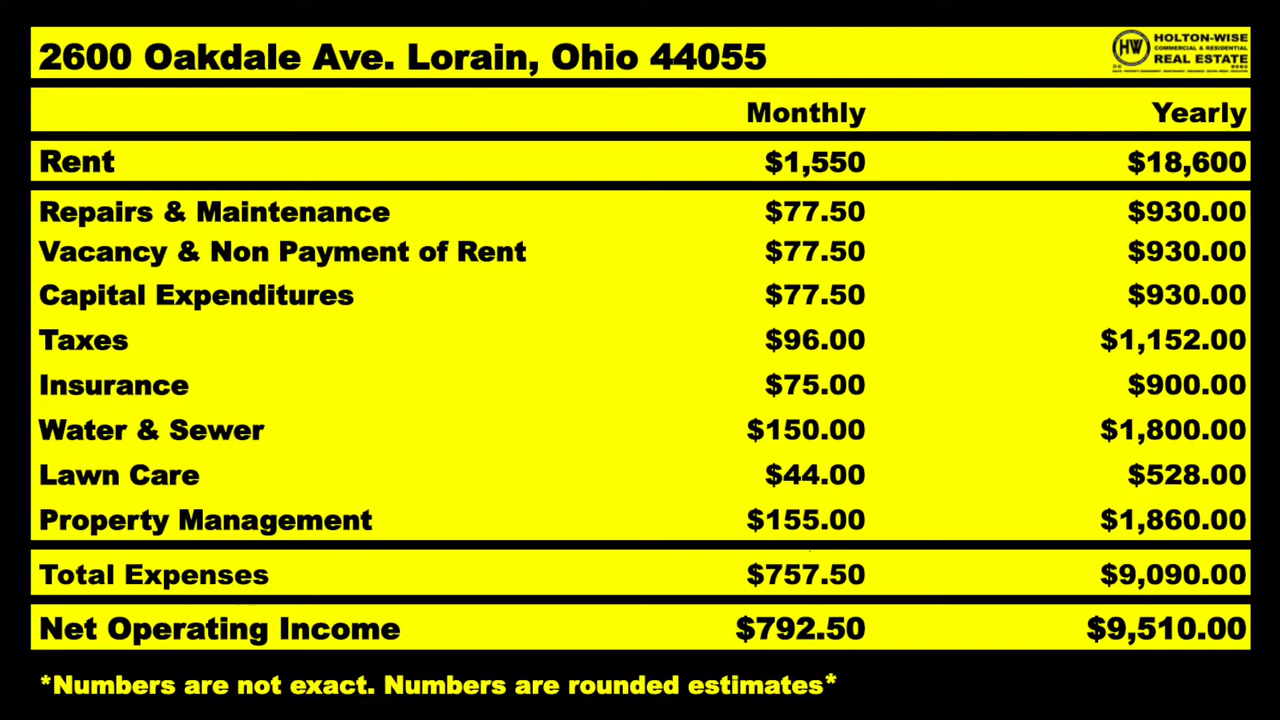 2600 Oakdale Ave. Lorain, Ohio 44055
HW
HOLTON-WISE
COMMERCIAL & RESIDENTIAL
REAL ESTATE
Monthly Yearly
Rent $1,550 $18,600
Repairs & Maintenance $77.50 $930.00
Vacancy & Non Payment of Rent $77.50 $930.00
Capital Expenditures $77.50 $930.00
Taxes $96.00 $1,152.00
Insurance $75.00 $900.00
Water & Sewer $150.00 $1,800.00
Lawn Care $44.00 $528.00
Property Management $155.00 $1,860.00
Total Expenses $757.50 $9,090.00
Net Operating Income $792.50 $9,510.00
*Numbers are not exact. Numbers are rounded estimates*